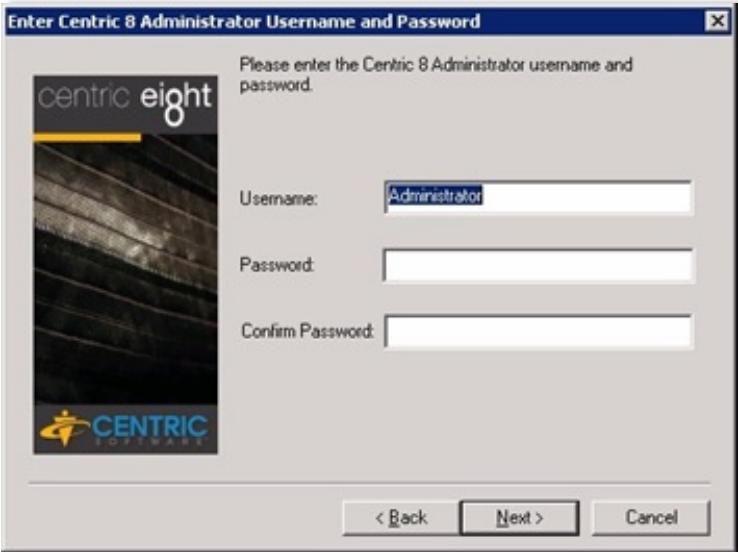 Enter Centric 8 Administrator Username and Password
Please enter the Centric 8 Administrator username and
password.
centric eight
8
Username: Administrator
Password:
Confirm Password:
CENTRIC
SOFTWARE
< Back Next > Cancel